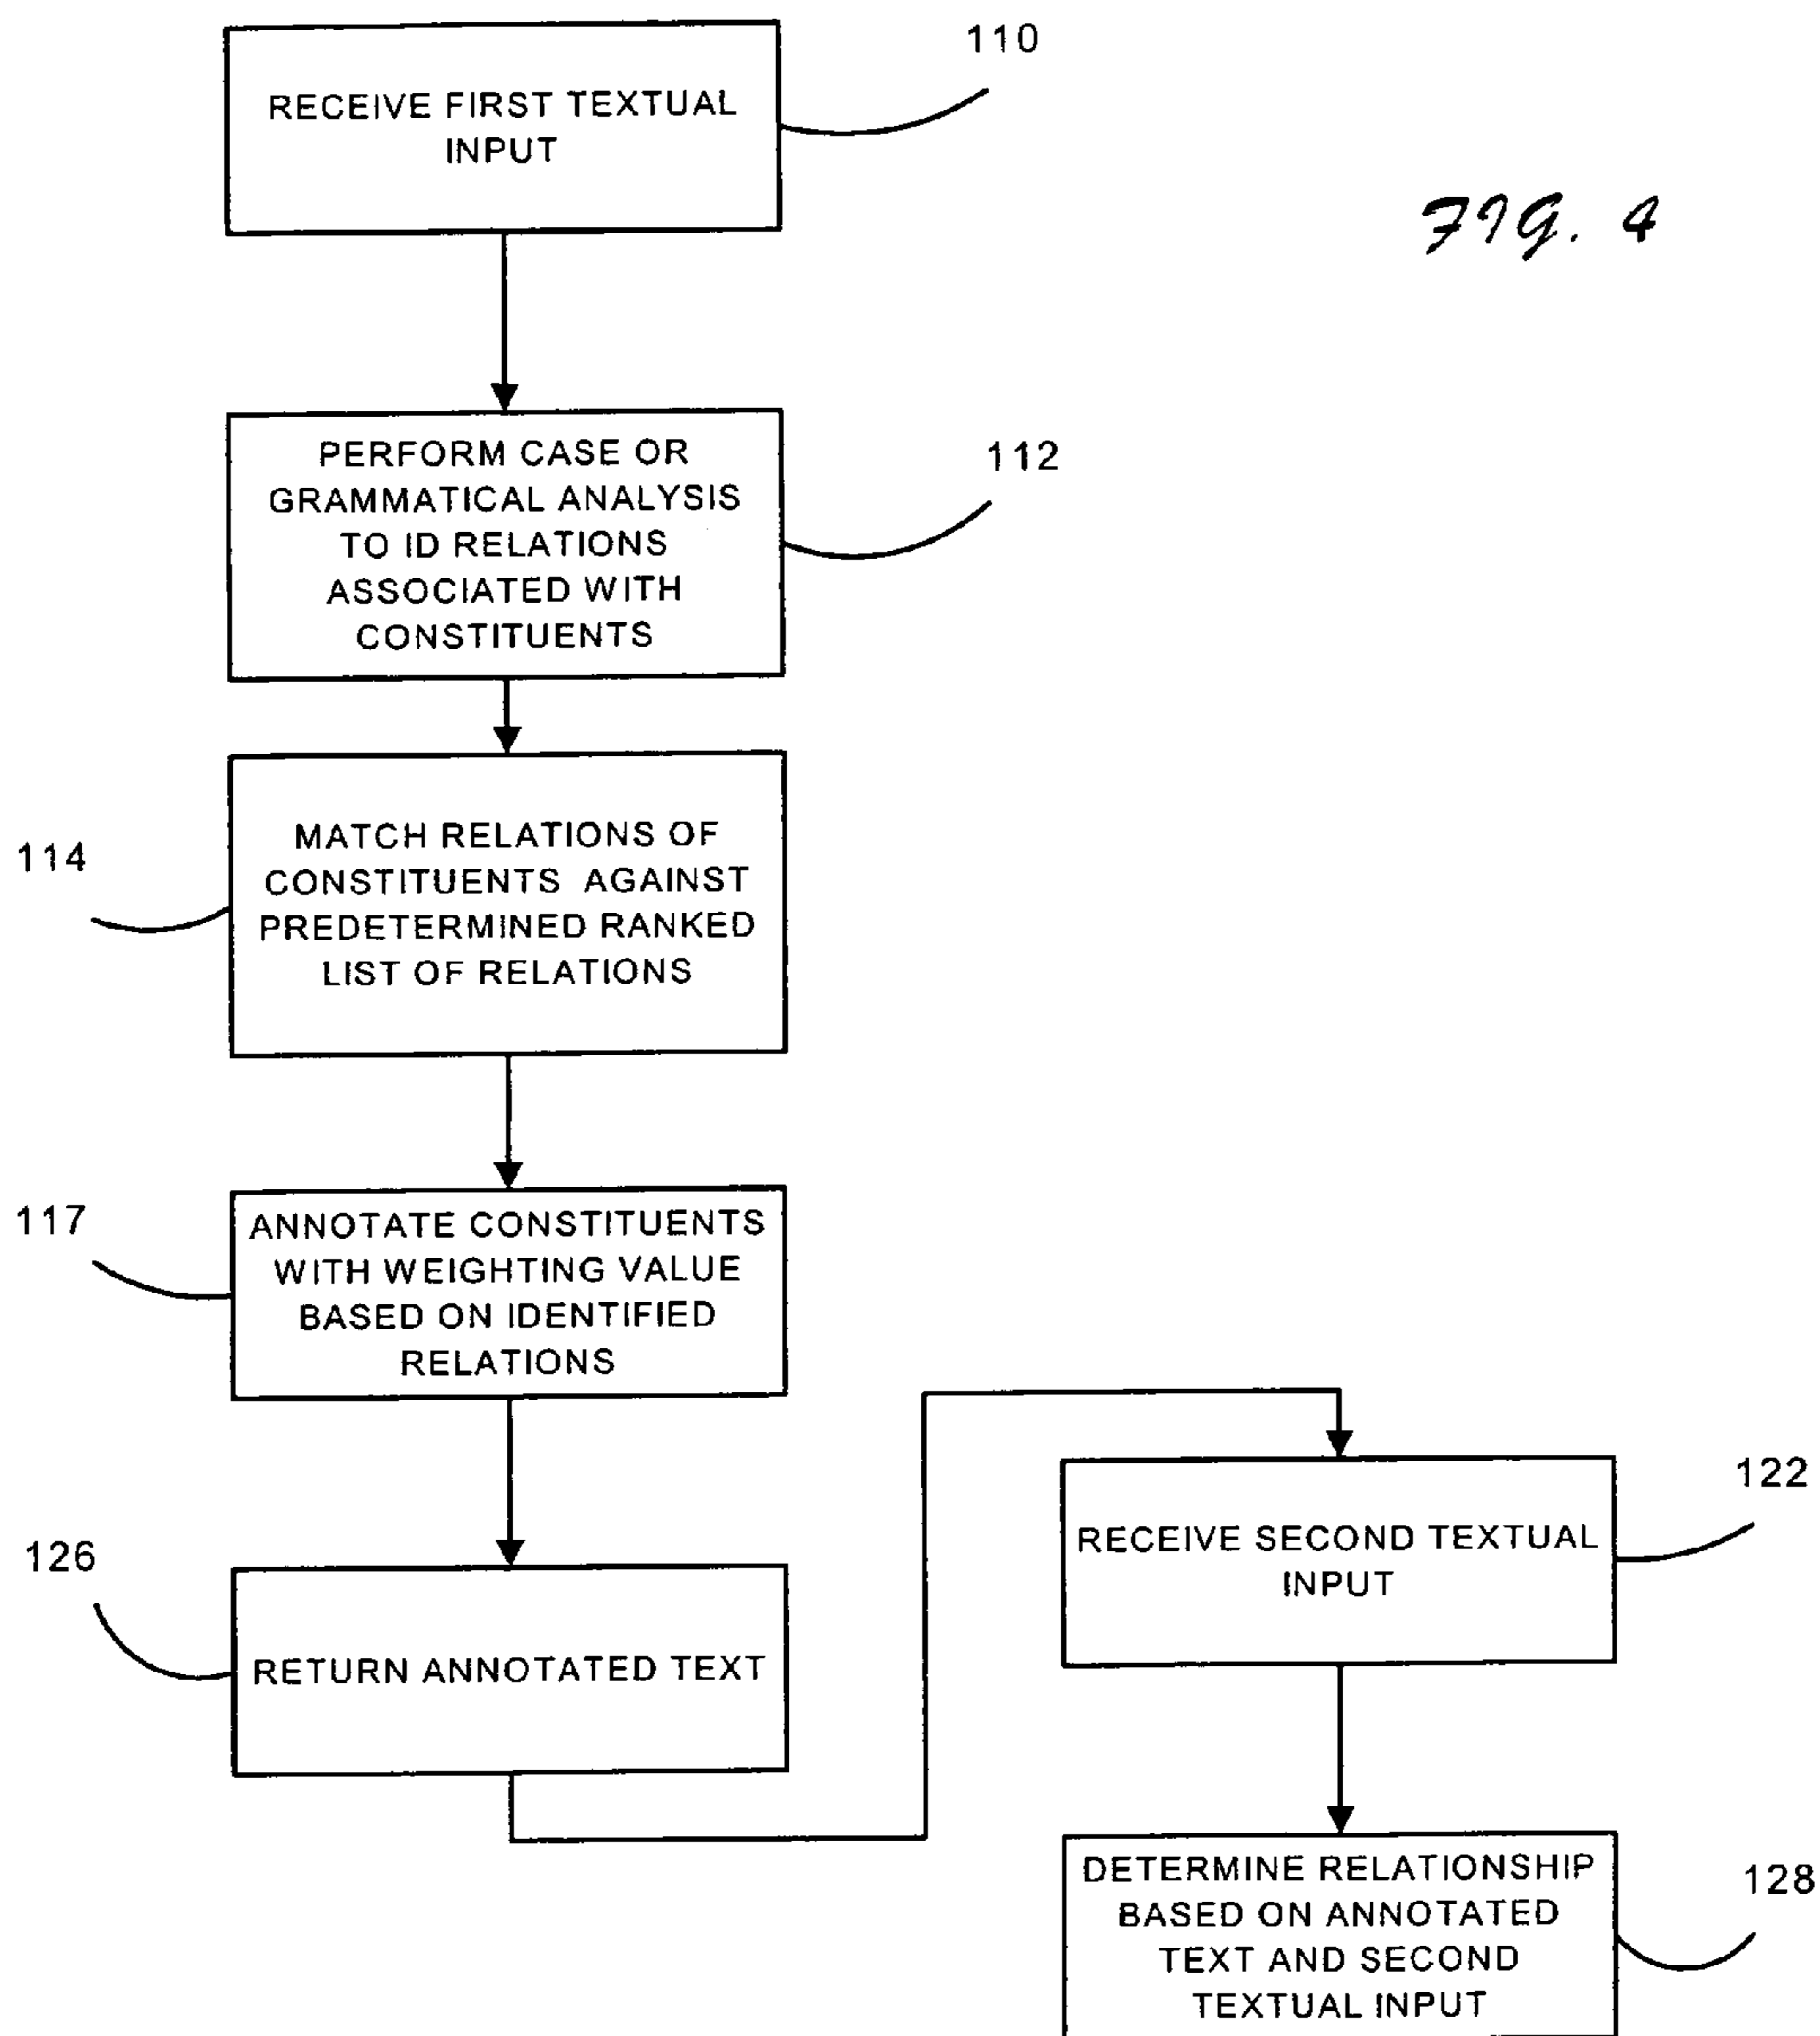 110
RECEIVE FIRST TEXTUAL
INPUT
FIG. 4
112
PERFORM CASE OR
GRAMMATICAL ANALYSIS
TO ID RELATIONS
ASSOCIATED WITH
CONSTITUENTS
114
MATCH RELATIONS OF
CONSTITUENTS AGAINST
PREDETERMINED RANKED
LIST OF RELATIONS
117
ANNOTATE CONSTITUENTS
WITH WEIGHTING VALUE
BASED ON IDENTIFIED
RELATIONS
126
RETURN ANNOTATED TEXT
122
RECEIVE SECOND TEXTUAL
INPUT
128
DETERMINE RELATIONSHIP
BASED ON ANNOTATED
TEXT AND SECOND
TEXTUAL INPUT